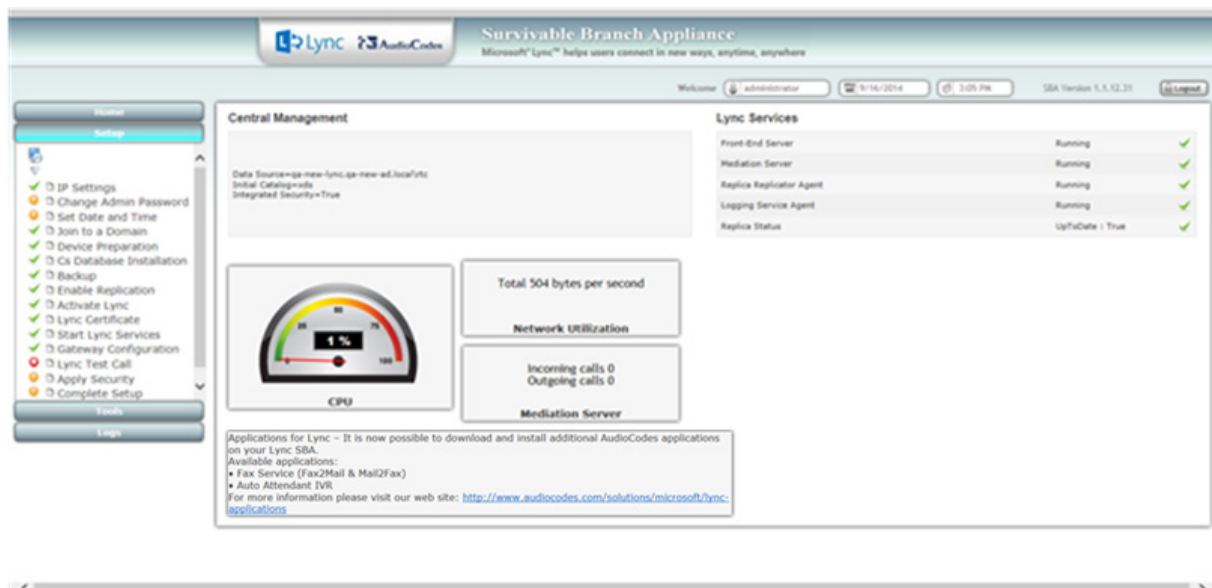 Lync AudioCodes
Survivable Branch Appliance
Microsoft® Lync™ helps users connect in new ways, anytime, anywhere
Welcome administrator 9/16/2014 3:05 PM SBA Version 1.1.12.31 Logout
Home
Setup
IP Settings
Change Admin Password
Set Date and Time
Join to a Domain
Device Preparation
Cs Database Installation
Backup
Enable Replication
Activate Lync
Lync Certificate
Start Lync Services
Gateway Configuration
Lync Test Call
Apply Security
Complete Setup
Tools
Logs
Central Management
Data Source=qa-new-lync.qa-new-ad.local\rtc
Initial Catalog=xds
Integrated Security=True
Lync Services
Front-End Server Running
Mediation Server Running
Replica Replicator Agent Running
Logging Service Agent Running
Replica Status UpToDate : True
0 25 50 75 100
1 %
CPU
Total 504 bytes per second
Network Utilization
Incoming calls 0
Outgoing calls 0
Mediation Server
Applications for Lync – It is now possible to download and install additional AudioCodes applications
on your Lync SBA.
Available applications:
• Fax Service (Fax2Mail & Mail2Fax)
• Auto Attendant IVR
For more information please visit our web site: http://www.audiocodes.com/solutions/microsoft/lync-
applications